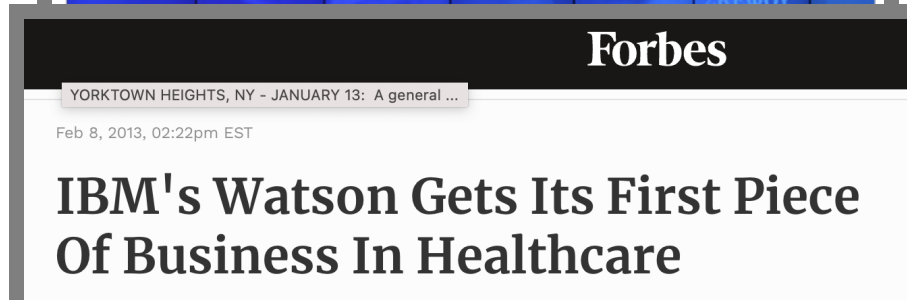 Forbes
YORKTOWN HEIGHTS, NY - JANUARY 13: A general ...
Feb 8, 2013, 02:22pm EST
IBM's Watson Gets Its First Piece
Of Business In Healthcare